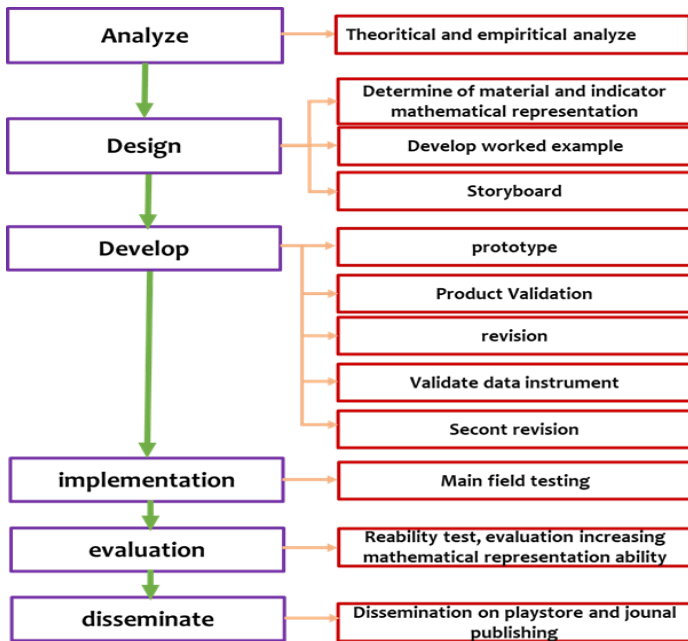 Analyze
Theoritical and empiritical analyze
Design
Determine of material and indicator
mathematical representation
Develop worked example
Storyboard
Develop
prototype
Product Validation
revision
Validate data instrument
Secont revision
implementation
Main field testing
evaluation
Reability test, evaluation increasing
mathematical representation ability
disseminate
Dissemination on playstore and jounal
publishing